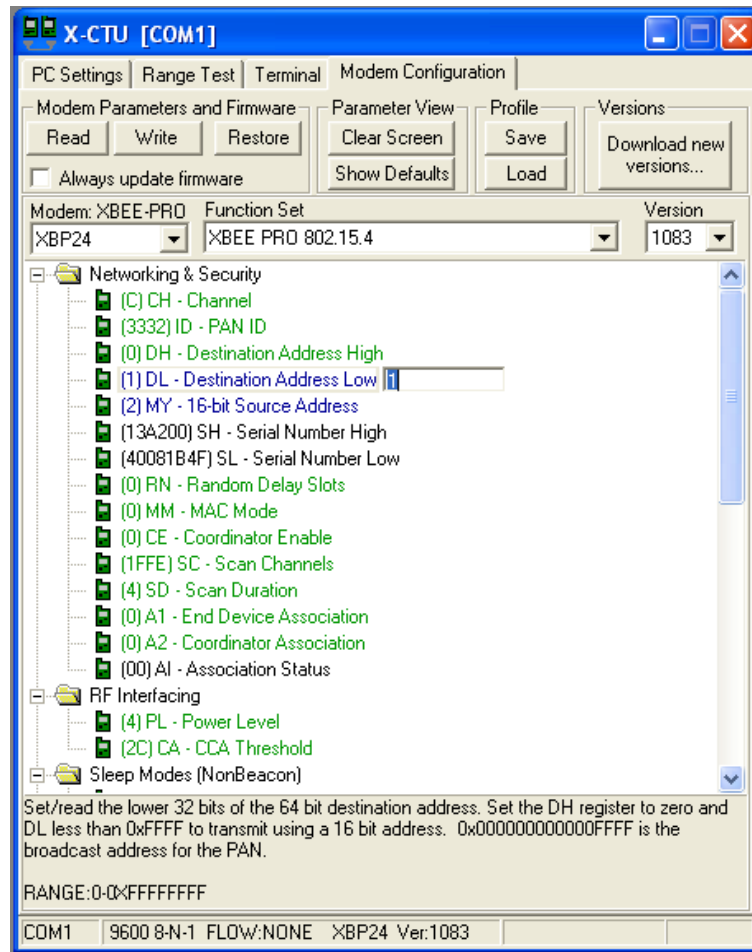 X-CTU [COM1]
PC Settings Range Test Terminal Modem Configuration
Modem Parameters and Firmware Parameter View Profile Versions
Read Write Restore Clear Screen Save Download new versions...
Always update firmware Show Defaults Load
Modem: XBEE-PRO Function Set Version
XBP24 XBEE PRO 802.15.4 1083
Networking & Security
(C) CH - Channel
(3332) ID - PAN ID
(0) DH - Destination Address High
(1) DL - Destination Address Low 1
(2) MY - 16-bit Source Address
(13A200) SH - Serial Number High
(40081B4F) SL - Serial Number Low
(0) RN - Random Delay Slots
(0) MM - MAC Mode
(0) CE - Coordinator Enable
(1FFE) SC - Scan Channels
(4) SD - Scan Duration
(0) A1 - End Device Association
(0) A2 - Coordinator Association
(00) AI - Association Status
RF Interfacing
(4) PL - Power Level
(2C) CA - CCA Threshold
Sleep Modes (NonBeacon)
Set/read the lower 32 bits of the 64 bit destination address. Set the DH register to zero and
DL less than 0xFFFF to transmit using a 16 bit address. 0x000000000000FFFF is the
broadcast address for the PAN.
RANGE:0-0XFFFFFFFF
COM1 9600 8-N-1 FLOW:NONE XBP24 Ver:1083